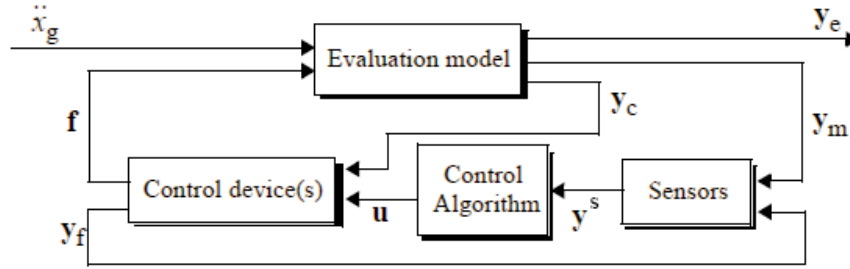 ẍg
ye
Evaluation model
yc
f
ym
Control device(s)
Control
Algorithm
Sensors
u
yˢ
yf